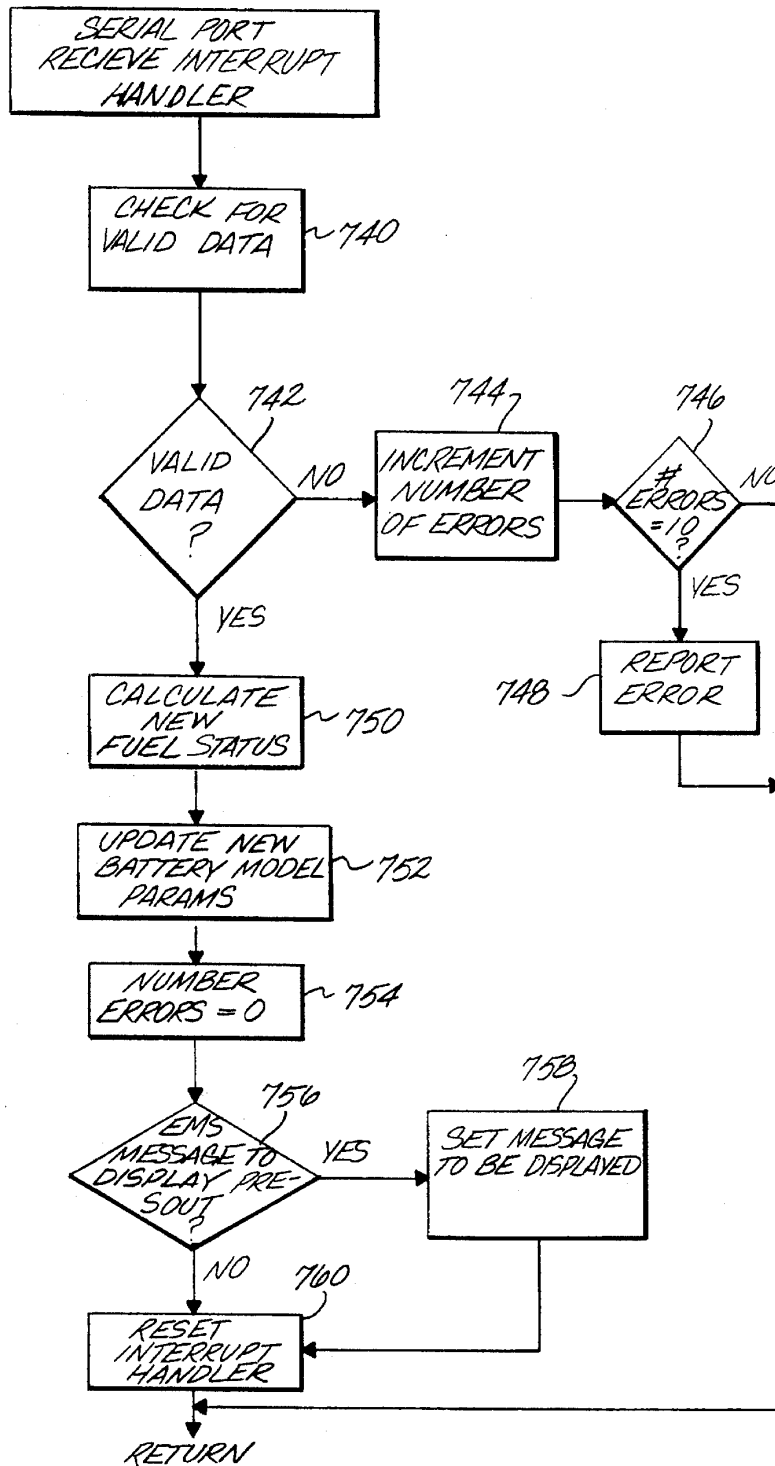 SERIAL PORT
RECIEVE INTERRUPT
HANDLER
CHECK FOR
VALID DATA
740
742
VALID
DATA
?
NO
744
INCREMENT
NUMBER
OF ERRORS
746
#
ERRORS
=10
?
NO
YES
748
REPORT
ERROR
YES
CALCULATE
NEW
FUEL STATUS
750
UPDATE NEW
BATTERY MODEL
PARAMS
752
NUMBER
ERRORS = 0
754
756
EMS
MESSAGE TO
DISPLAY PRE-
SOUT
?
YES
758
SET MESSAGE
TO BE DISPLAYED
NO
760
RESET
INTERRUPT
HANDLER
RETURN